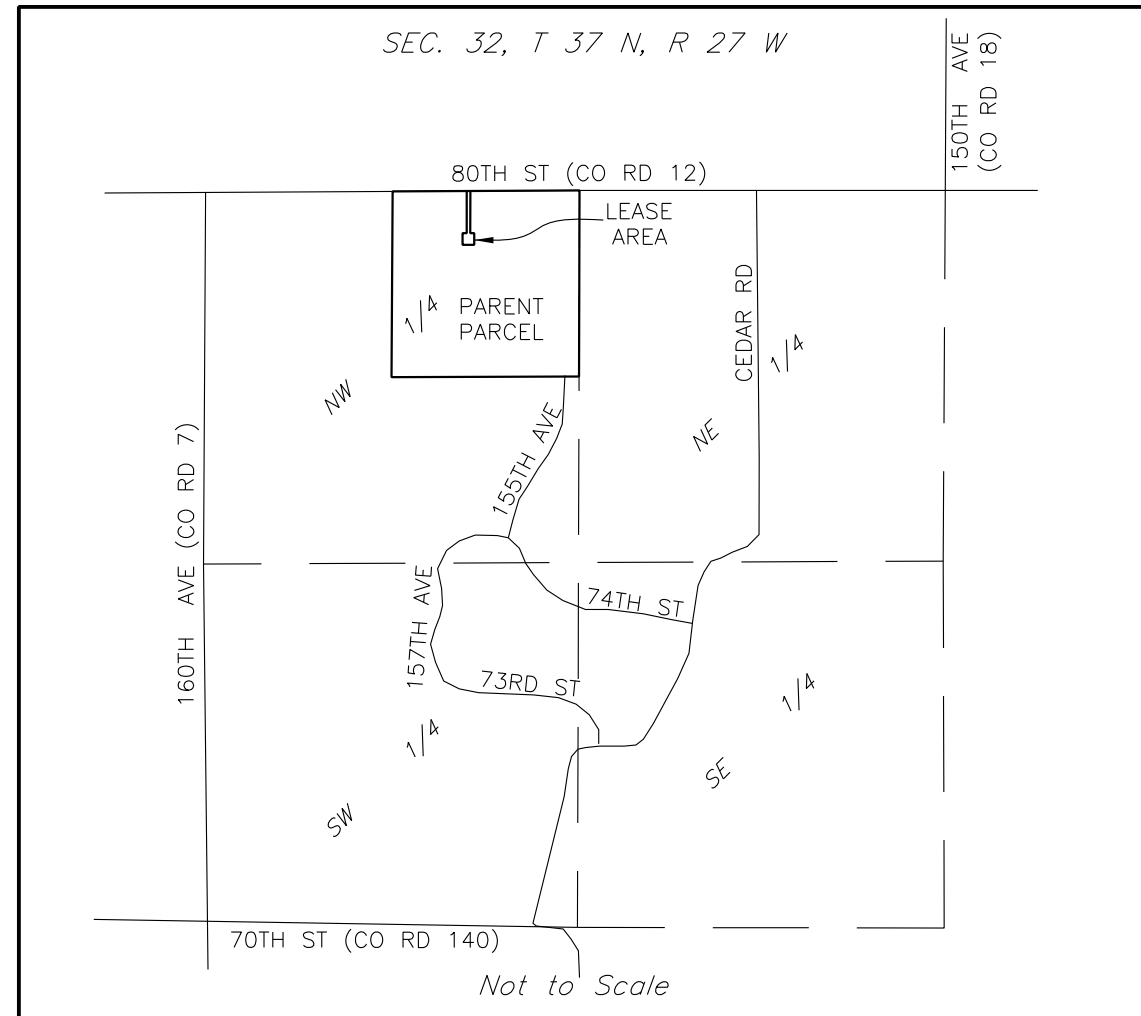 SEC. 32, T 37 N, R 27 W
150TH AVE
(CO RD 18)
80TH ST (CO RD 12)
LEASE
AREA
1/4
PARENT
PARCEL
CEDAR RD
1/4
NW
NE
155TH AVE
160TH AVE (CO RD 7)
157TH AVE
74TH ST
73RD ST
1/4
1/4
SW
SE
70TH ST (CO RD 140)
Not to Scale